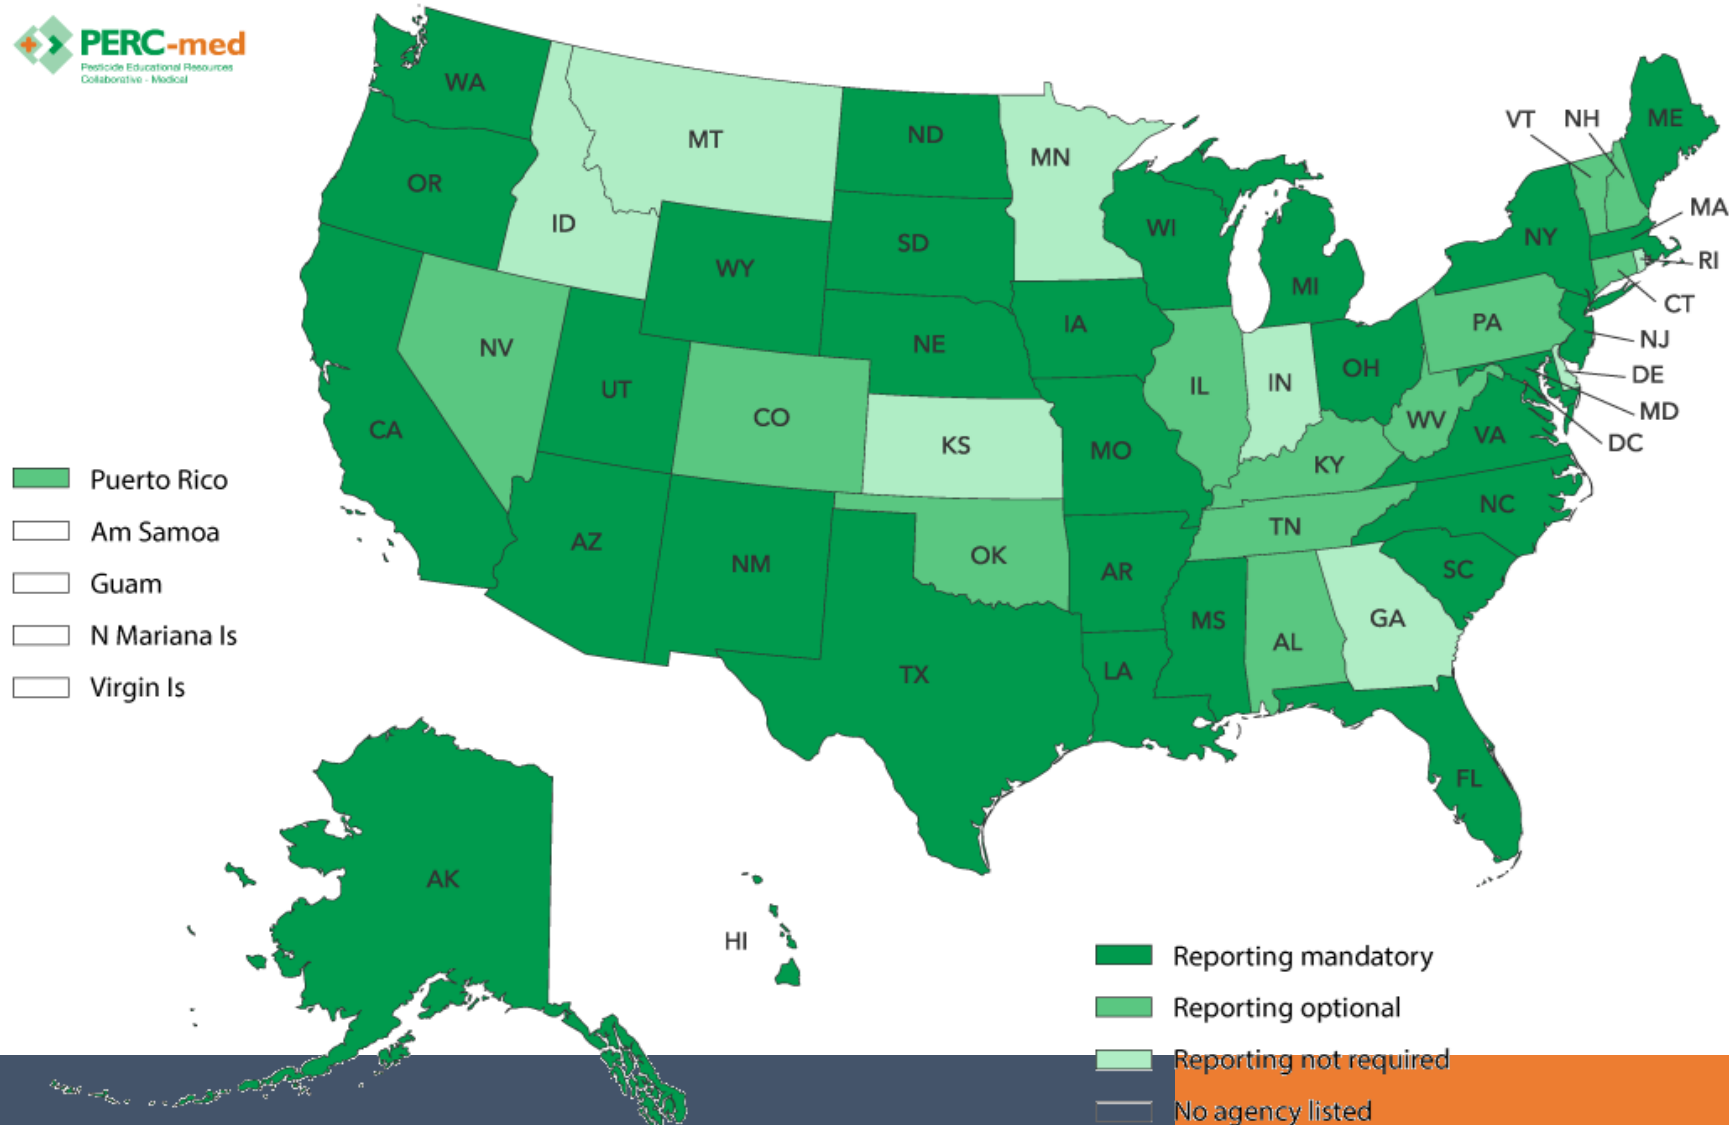 PERC-med
Pesticide Educational Resources
Collaborative - Medical
WA
OR
CA
NV
ID
MT
WY
UT
AZ
CO
NM
ND
SD
NE
KS
OK
TX
MN
IA
MO
AR
LA
WI
IL
MS
MI
IN
KY
TN
AL
OH
WV
GA
FL
SC
NC
VA
PA
NY
VT
NH
ME
MA
RI
CT
NJ
DE
MD
DC
AK
HI
Puerto Rico
Am Samoa
Guam
N Mariana Is
Virgin Is
Reporting mandatory
Reporting optional
Reporting not required
No agency listed